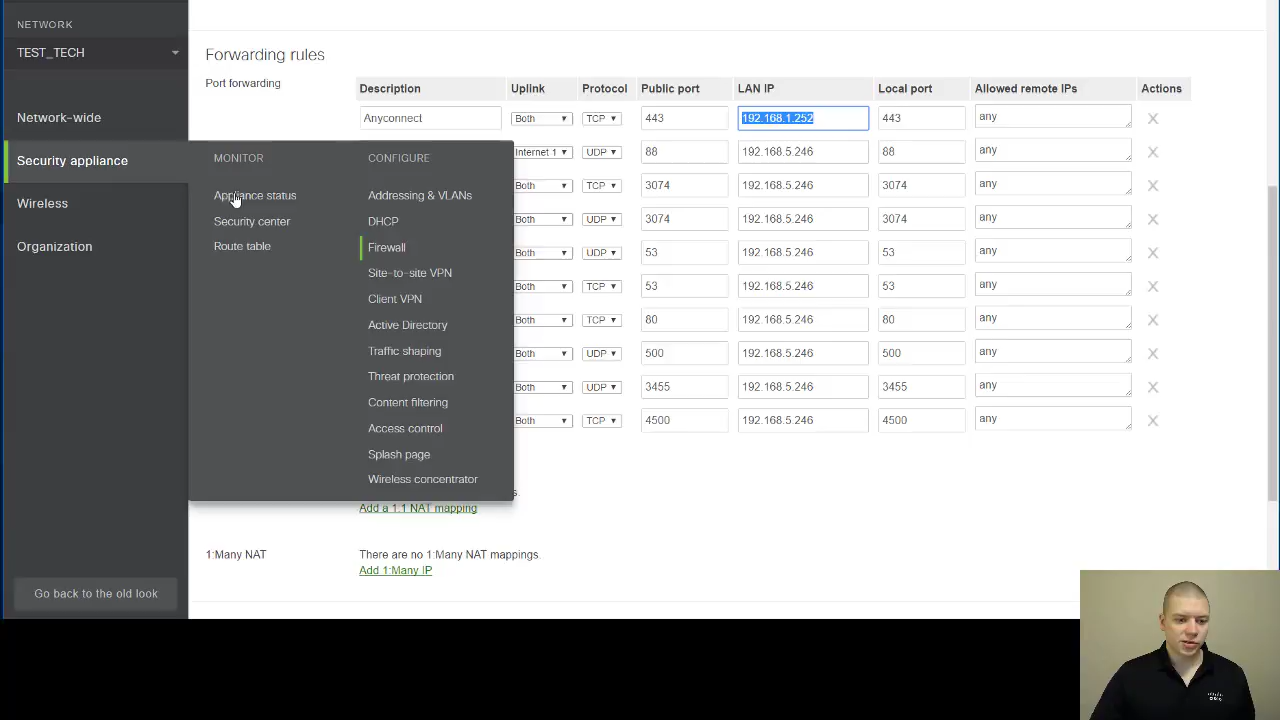 NETWORK
TEST_TECH
Network-wide
Security appliance
Wireless
Organization
Go back to the old look
MONITOR
Appliance status
Security center
Route table
CONFIGURE
Addressing & VLANs
DHCP
Firewall
Site-to-site VPN
Client VPN
Active Directory
Traffic shaping
Threat protection
Content filtering
Access control
Splash page
Wireless concentrator
Forwarding rules
Port forwarding
Description Uplink Protocol Public port LAN IP Local port Allowed remote IPs Actions
Anyconnect Both TCP 443 192.168.1.252 443 any X
Internet 1 UDP 88 192.168.5.246 88 any X
Both TCP 3074 192.168.5.246 3074 any X
Both UDP 3074 192.168.5.246 3074 any X
Both UDP 53 192.168.5.246 53 any X
Both TCP 53 192.168.5.246 53 any X
Both TCP 80 192.168.5.246 80 any X
Both UDP 500 192.168.5.246 500 any X
Both UDP 3455 192.168.5.246 3455 any X
Both TCP 4500 192.168.5.246 4500 any X
s.
Add a 1:1 NAT mapping
1:Many NAT There are no 1:Many NAT mappings.
Add 1:Many IP